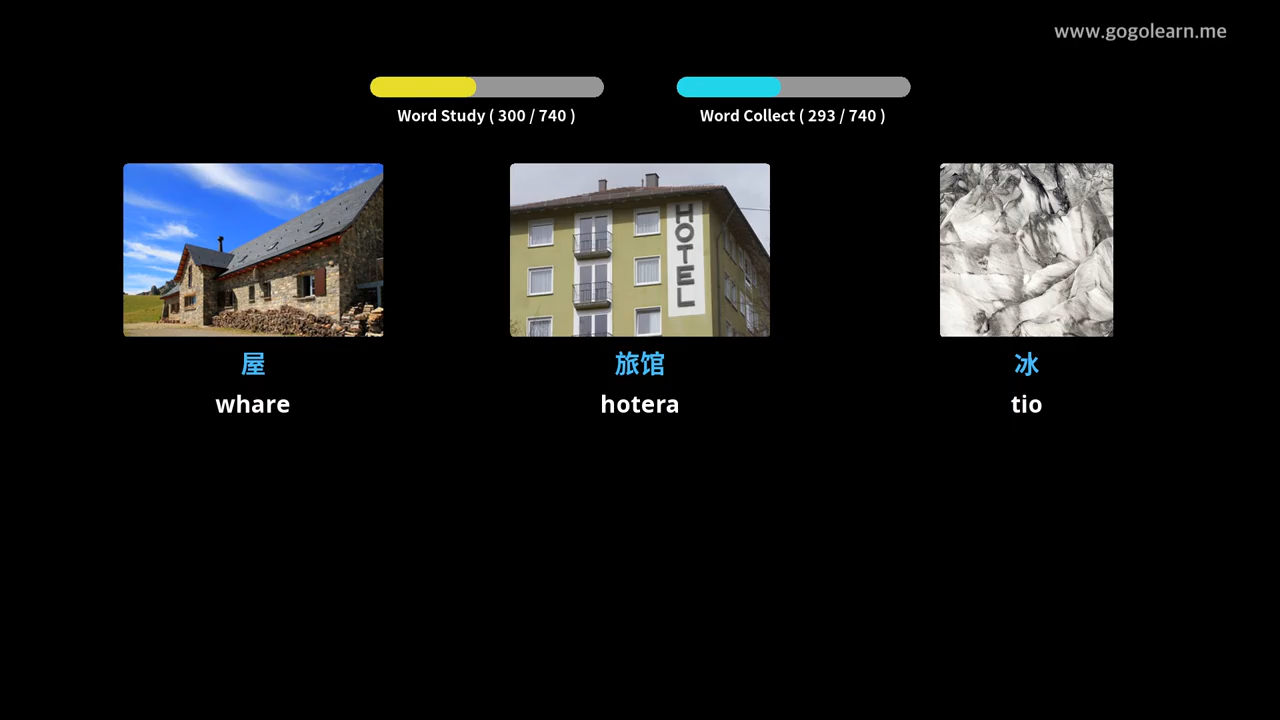 www.gogolearn.me
Word Study ( 300 / 740 )
Word Collect ( 293 / 740 )
HOTEL
屋
旅馆
冰
whare
hotera
tio